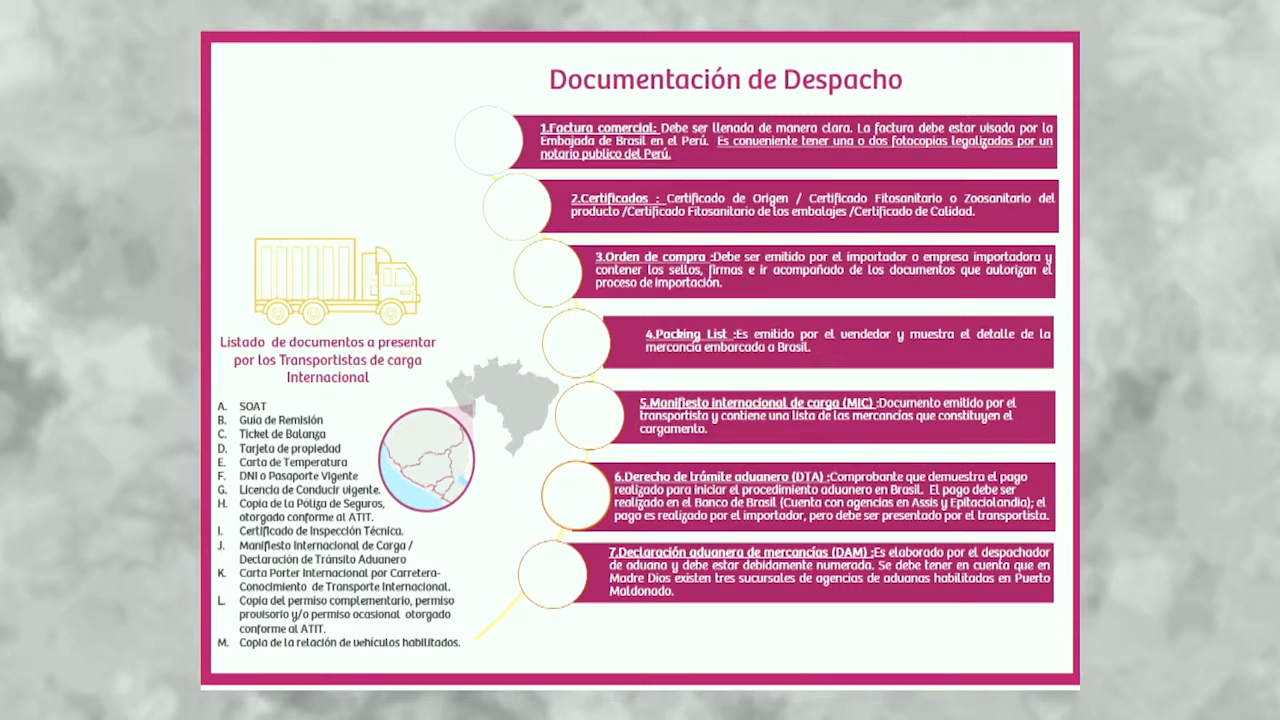 Documentación de Despacho
1.Factura comercial: Debe ser llenada de manera clara. La factura debe estar visada por la
Embajada de Brasil en el Perú. Es conveniente tener una o dos fotocopias legalizadas por un
notario publico del Perú.
2.Certificados : Certificado de Origen / Certificado Fitosanitario o Zoosanitario del
producto /Certificado Fitosanitario de los embalajes /Certificado de Calidad.
3.Orden de compra :Debe ser emitido por el importador o empresa importadora y
contener los sellos, firmas e ir acompañado de los documentos que autorizan el
proceso de importación.
4.Packing List :Es emitido por el vendedor y muestra el detalle de la
mercancía embarcada a Brasil.
5.Manifiesto internacional de carga (MIC) :Documento emitido por el
transportista y contiene una lista de las mercancías que constituyen el
cargamento.
6.Derecho de trámite aduanero (DTA) :Comprobante que demuestra el pago
realizado para iniciar el procedimiento aduanero en Brasil. El pago debe ser
realizado en el Banco de Brasil (Cuenta con agencias en Assis y Epitaciolandia); el
pago es realizado por el importador, pero debe ser presentado por el transportista.
7.Declaración aduanera de mercancías (DAM) :Es elaborado por el despachador
de aduana y debe estar debidamente numerada. Se debe tener en cuenta que en
Madre Dios existen tres sucursales de agencias de aduanas habilitadas en Puerto
Maldonado.
Listado de documentos a presentar
por los Transportistas de carga
Internacional
A. SOAT
B. Guía de Remisión
C. Ticket de Balanza
D. Tarjeta de propiedad
E. Carta de Temperatura
F. DNI o Pasaporte Vigente
G. Licencia de Conducir vigente.
H. Copia de la Póliza de Seguros,
otorgado conforme al ATIT.
I. Certificado de Inspección Técnica.
J. Manifiesto Internacional de Carga /
Declaración de Tránsito Aduanero
K. Carta Porter Internacional por Carretera-
Conocimiento de Transporte Internacional.
L. Copia del permiso complementario, permiso
provisorio y/o permiso ocasional otorgado
conforme al ATIT.
M. Copia de la relación de vehículos habilitados.